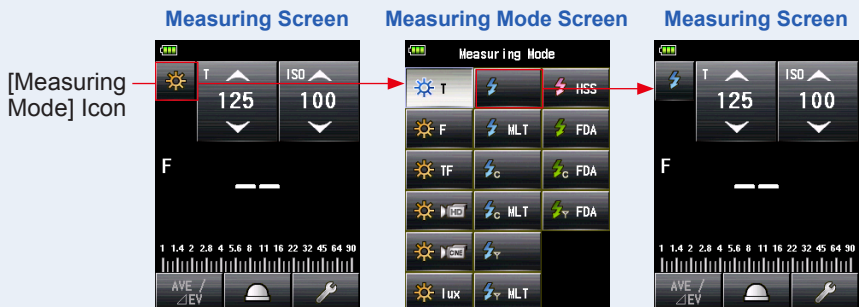 Measuring Screen
Measuring Mode Screen
Measuring Screen
[Measuring
Mode] Icon
T
125
ISO
100
F
1 1.4 2 2.8 4 5.6 8 11 16 22 32 45 64 90
AVE /
⊿EV
Measuring Mode
T
HSS
F
MLT
FDA
TF
C
C FDA
HD
C MLT
Y FDA
CINE
Y
lux
Y MLT
T
125
ISO
100
F
1 1.4 2 2.8 4 5.6 8 11 16 22 32 45 64 90
AVE /
⊿EV